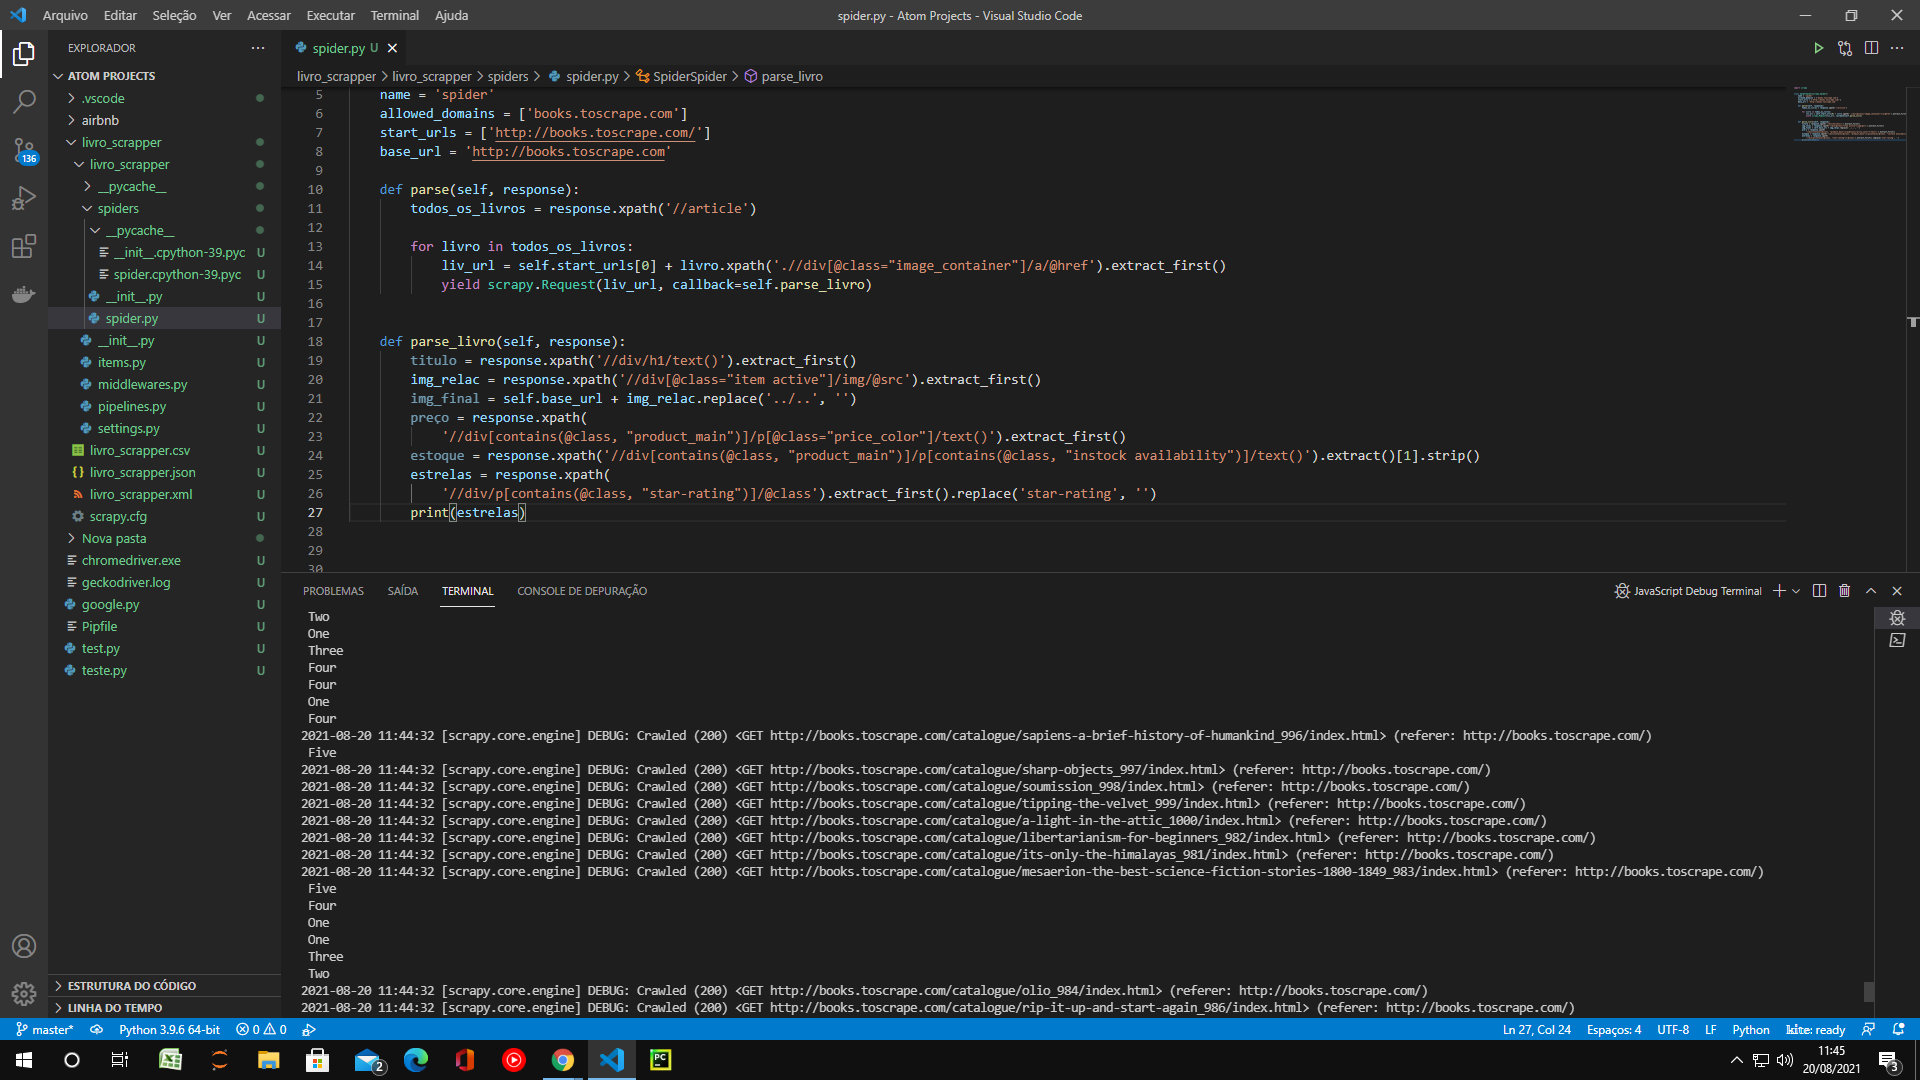 Arquivo Editar Seleção Ver Acessar Executar Terminal Ajuda
spider.py - Atom Projects - Visual Studio Code
EXPLORADOR
ATOM PROJECTS
.vscode
airbnb
livro_scrapper
livro_scrapper
__pycache__
spiders
__pycache__
__init__.cpython-39.pyc U
spider.cpython-39.pyc U
__init__.py U
spider.py U
__init__.py U
items.py U
middlewares.py U
pipelines.py U
settings.py U
livro_scrapper.csv U
livro_scrapper.json U
livro_scrapper.xml U
scrapy.cfg U
Nova pasta
chromedriver.exe U
geckodriver.log U
google.py U
Pipfile U
test.py U
teste.py U
ESTRUTURA DO CÓDIGO
LINHA DO TEMPO
136
spider.py U
livro_scrapper > livro_scrapper > spiders > spider.py > SpiderSpider > parse_livro
5 name = 'spider'
6 allowed_domains = ['books.toscrape.com']
7 start_urls = ['http://books.toscrape.com/']
8 base_url = 'http://books.toscrape.com'
9
10 def parse(self, response):
11 todos_os_livros = response.xpath('//article')
12
13 for livro in todos_os_livros:
14 liv_url = self.start_urls[0] + livro.xpath('.//div[@class="image_container"]/a/@href').extract_first()
15 yield scrapy.Request(liv_url, callback=self.parse_livro)
16
17
18 def parse_livro(self, response):
19 titulo = response.xpath('//div/h1/text()').extract_first()
20 img_relac = response.xpath('//div[@class="item active"]/img/@src').extract_first()
21 img_final = self.base_url + img_relac.replace('../..', '')
22 preço = response.xpath(
23 '//div[contains(@class, "product_main")]/p[@class="price_color"]/text()').extract_first()
24 estoque = response.xpath('//div[contains(@class, "product_main")]/p[contains(@class, "instock availability")]/text()').extract()[1].strip()
25 estrelas = response.xpath(
26 '//div/p[contains(@class, "star-rating")]/@class').extract_first().replace('star-rating', '')
27 print(estrelas)
28
29
30
PROBLEMAS SAÍDA TERMINAL CONSOLE DE DEPURAÇÃO
JavaScript Debug Terminal
Two
One
Three
Four
Four
One
Four
2021-08-20 11:44:32 [scrapy.core.engine] DEBUG: Crawled (200) <GET http://books.toscrape.com/catalogue/sapiens-a-brief-history-of-humankind_996/index.html> (referer: http://books.toscrape.com/)
Five
2021-08-20 11:44:32 [scrapy.core.engine] DEBUG: Crawled (200) <GET http://books.toscrape.com/catalogue/sharp-objects_997/index.html> (referer: http://books.toscrape.com/)
2021-08-20 11:44:32 [scrapy.core.engine] DEBUG: Crawled (200) <GET http://books.toscrape.com/catalogue/soumission_998/index.html> (referer: http://books.toscrape.com/)
2021-08-20 11:44:32 [scrapy.core.engine] DEBUG: Crawled (200) <GET http://books.toscrape.com/catalogue/tipping-the-velvet_999/index.html> (referer: http://books.toscrape.com/)
2021-08-20 11:44:32 [scrapy.core.engine] DEBUG: Crawled (200) <GET http://books.toscrape.com/catalogue/a-light-in-the-attic_1000/index.html> (referer: http://books.toscrape.com/)
2021-08-20 11:44:32 [scrapy.core.engine] DEBUG: Crawled (200) <GET http://books.toscrape.com/catalogue/libertarianism-for-beginners_982/index.html> (referer: http://books.toscrape.com/)
2021-08-20 11:44:32 [scrapy.core.engine] DEBUG: Crawled (200) <GET http://books.toscrape.com/catalogue/its-only-the-himalayas_981/index.html> (referer: http://books.toscrape.com/)
2021-08-20 11:44:32 [scrapy.core.engine] DEBUG: Crawled (200) <GET http://books.toscrape.com/catalogue/mesaerion-the-best-science-fiction-stories-1800-1849_983/index.html> (referer: http://books.toscrape.com/)
Five
Four
One
One
Three
Two
2021-08-20 11:44:32 [scrapy.core.engine] DEBUG: Crawled (200) <GET http://books.toscrape.com/catalogue/olio_984/index.html> (referer: http://books.toscrape.com/)
2021-08-20 11:44:32 [scrapy.core.engine] DEBUG: Crawled (200) <GET http://books.toscrape.com/catalogue/rip-it-up-and-start-again_986/index.html> (referer: http://books.toscrape.com/)
master* Python 3.9.6 64-bit 0 0
Ln 27, Col 24 Espaços: 4 UTF-8 LF Python kite: ready
2
PC
11:45
20/08/2021
3